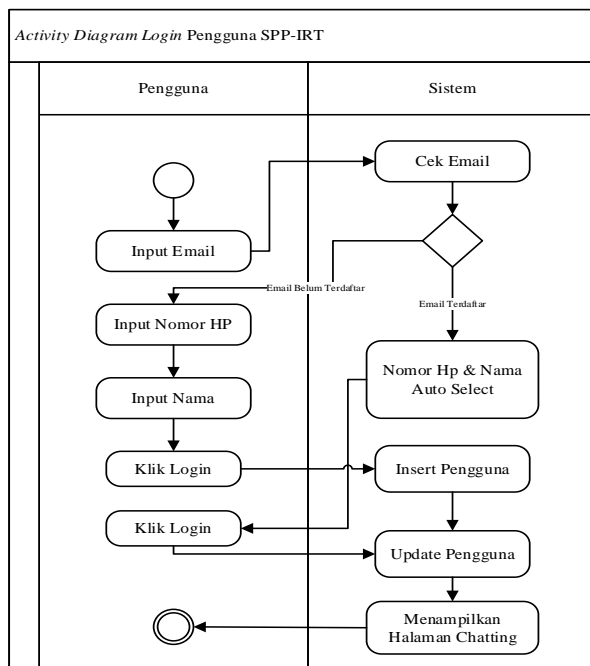 Activity Diagram Login Pengguna SPP-IRT
Pengguna
Sistem
Cek Email
Input Email
Email Belum Terdaftar
Email Terdaftar
Input Nomor HP
Nomor Hp & Nama
Auto Select
Input Nama
Klik Login
Insert Pengguna
Klik Login
Update Pengguna
Menampilkan
Halaman Chatting